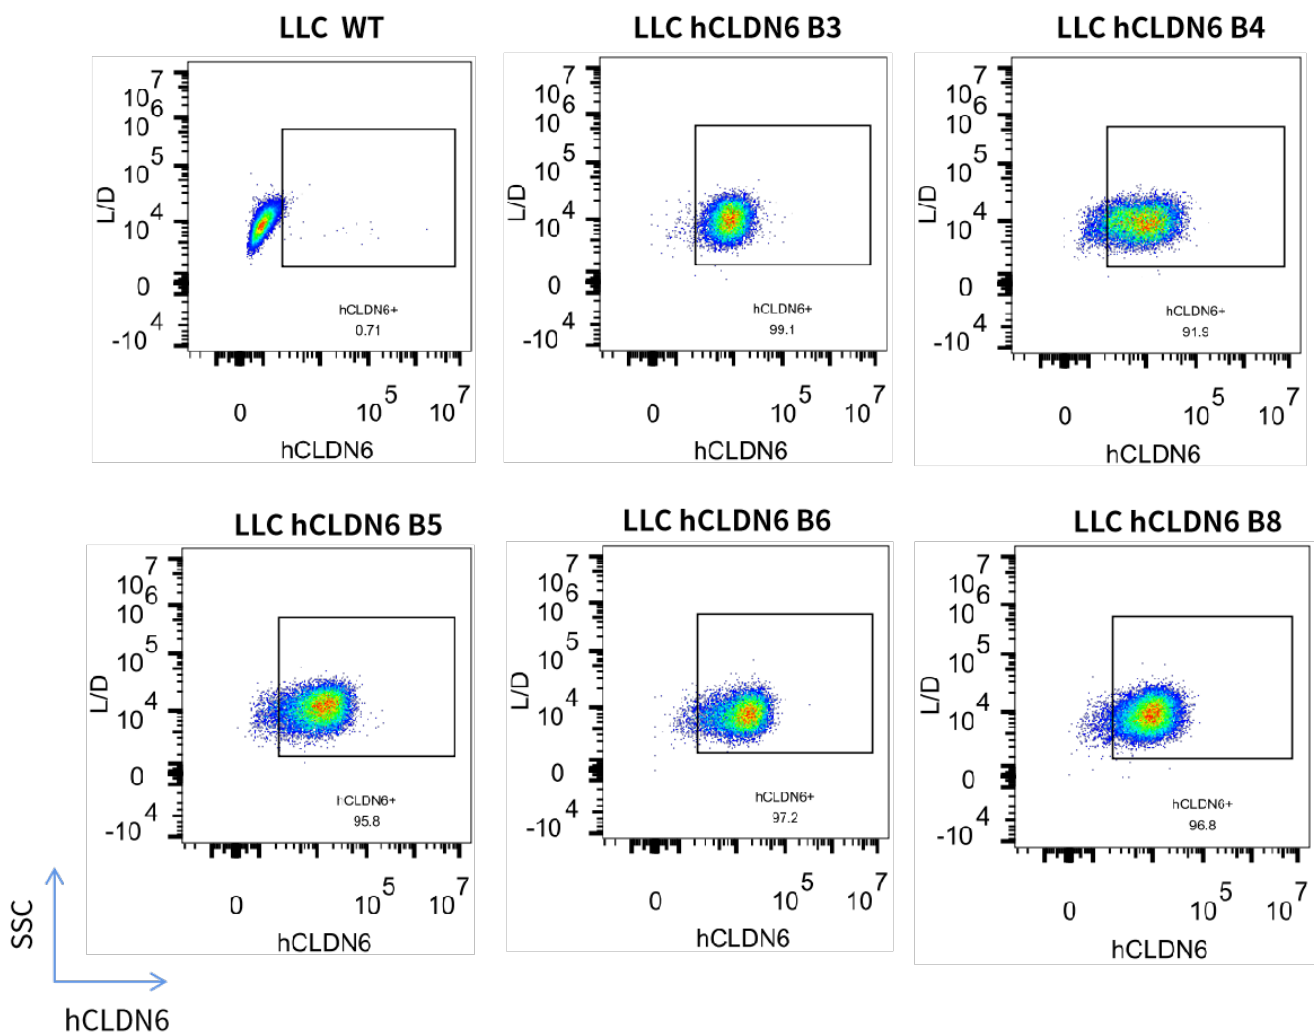 LLC WT
10^7
10^6
10^5
10^4
0
-10^4
L/D
hCLDN6+
0.71
0
10^5
10^7
hCLDN6
LLC hCLDN6 B3
10^7
10^6
10^5
10^4
0
-10^4
L/D
hCLDN6+
99.1
0
10^5
10^7
hCLDN6
LLC hCLDN6 B4
10^7
10^6
10^5
10^4
0
-10^4
L/D
hCLDN6+
91.9
0
10^5
10^7
hCLDN6
LLC hCLDN6 B5
10^7
10^6
10^5
10^4
0
-10^4
L/D
hCLDN6+
95.8
0
10^5
10^7
hCLDN6
LLC hCLDN6 B6
10^7
10^6
10^5
10^4
0
-10^4
L/D
hCLDN6+
97.2
0
10^5
10^7
hCLDN6
LLC hCLDN6 B8
10^7
10^6
10^5
10^4
0
-10^4
L/D
hCLDN6+
96.8
0
10^5
10^7
hCLDN6
SSC
hCLDN6